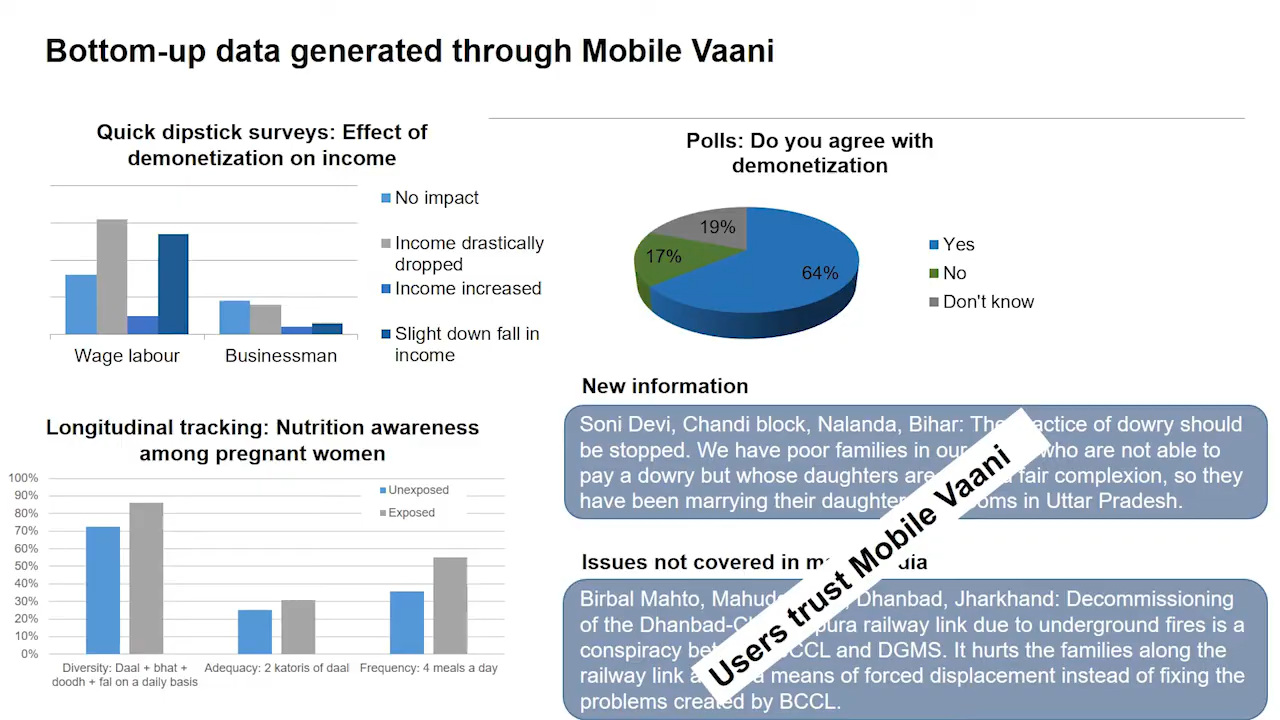 Bottom-up data generated through Mobile Vaani
Quick dipstick surveys: Effect of
demonetization on income
No impact
Income drastically
dropped
Income increased
Slight down fall in
income
Wage labour
Businessman
Polls: Do you agree with
demonetization
19%
17%
64%
Yes
No
Don't know
Longitudinal tracking: Nutrition awareness
among pregnant women
100%
90%
80%
70%
60%
50%
40%
30%
20%
10%
0%
Unexposed
Exposed
Diversity: Daal + bhat +
doodh + fal on a daily basis
Adequacy: 2 katoris of daal
Frequency: 4 meals a day
New information
Soni Devi, Chandi block, Nalanda, Bihar: The practice of dowry should
be stopped. We have poor families in our who are not able to
pay a dowry but whose daughters are fair complexion, so they
have been marrying their daughters in Uttar Pradesh.
Issues not covered in media
Birbal Mahto, Dhanbad, Jharkhand: Decommissioning
of the railway link due to underground fires is a
conspiracy BCCL and DGMS. It hurts the families along the
railway link means of forced displacement instead of fixing the
problems created by BCCL.
Users trust Mobile Vaani